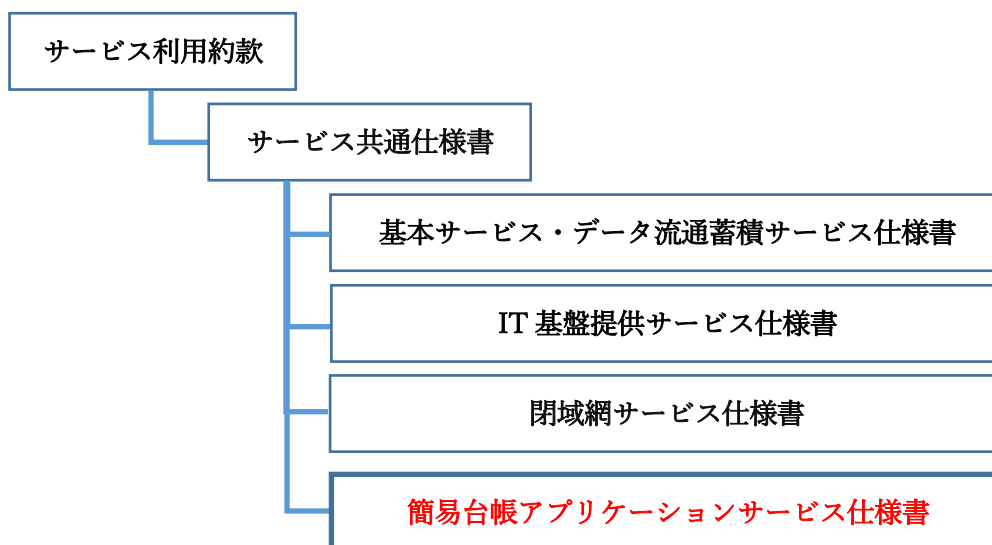 サービス利用約款
サービス共通仕様書
基本サービス・データ流通蓄積サービス仕様書
IT 基盤提供サービス仕様書
閉域網サービス仕様書
簡易台帳アプリケーションサービス仕様書